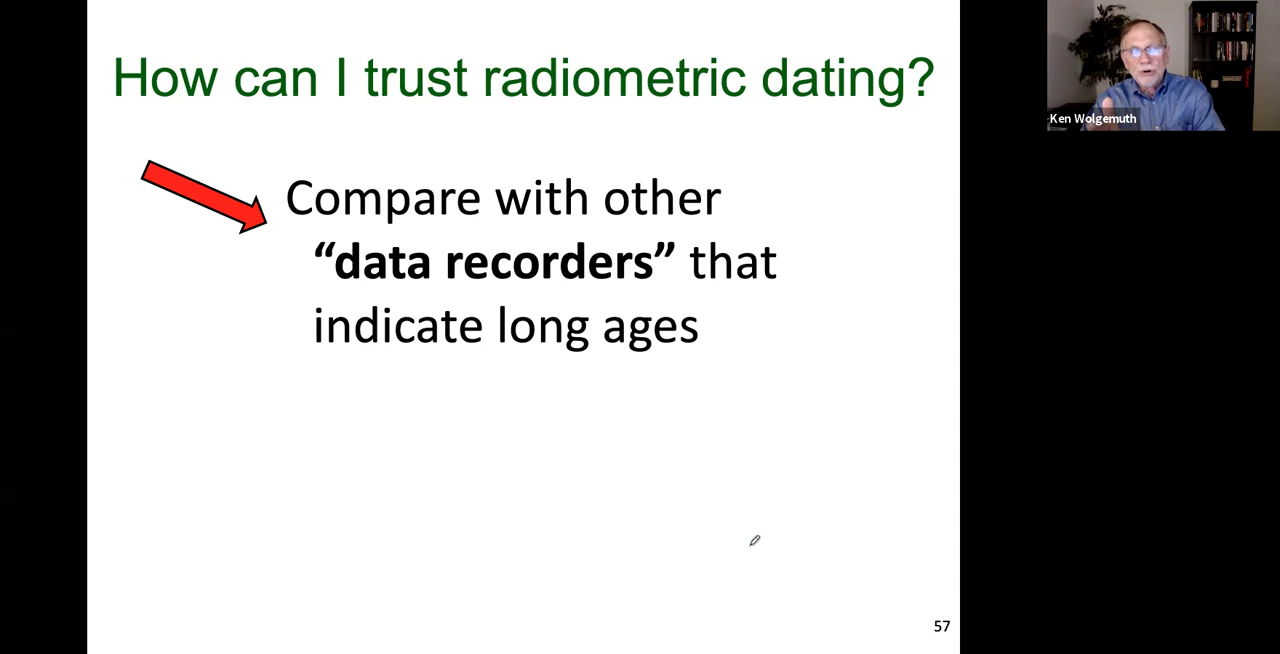 How can I trust radiometric dating?
Ken Wolgemuth
Compare with other
“data recorders” that
indicate long ages
57